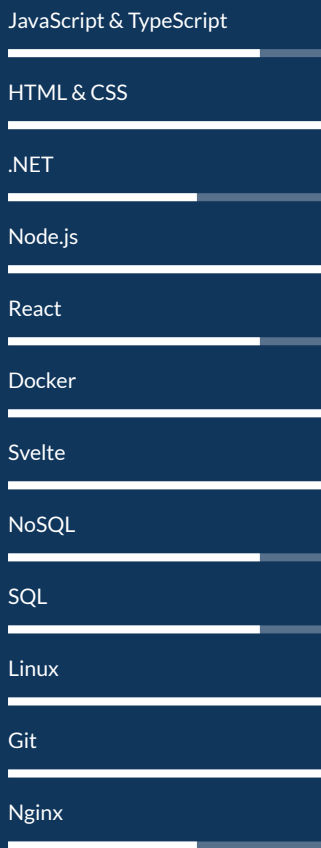 JavaScript & TypeScript
HTML & CSS
.NET
Node.js
React
Docker
Svelte
NoSQL
SQL
Linux
Git
Nginx